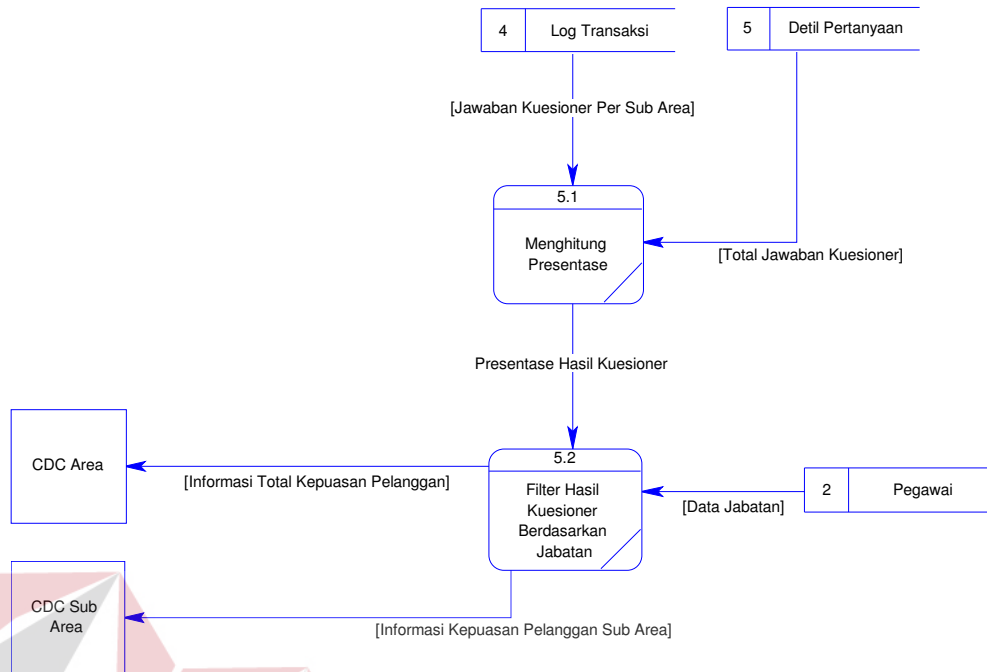 4
Log Transaksi
5
Detil Pertanyaan
[Jawaban Kuesioner Per Sub Area]
5.1
Menghitung
Presentase
[Total Jawaban Kuesioner]
Presentase Hasil Kuesioner
CDC Area
[Informasi Total Kepuasan Pelanggan]
5.2
Filter Hasil
Kuesioner
Berdasarkan
Jabatan
[Data Jabatan]
2
Pegawai
CDC Sub
Area
[Informasi Kepuasan Pelanggan Sub Area]